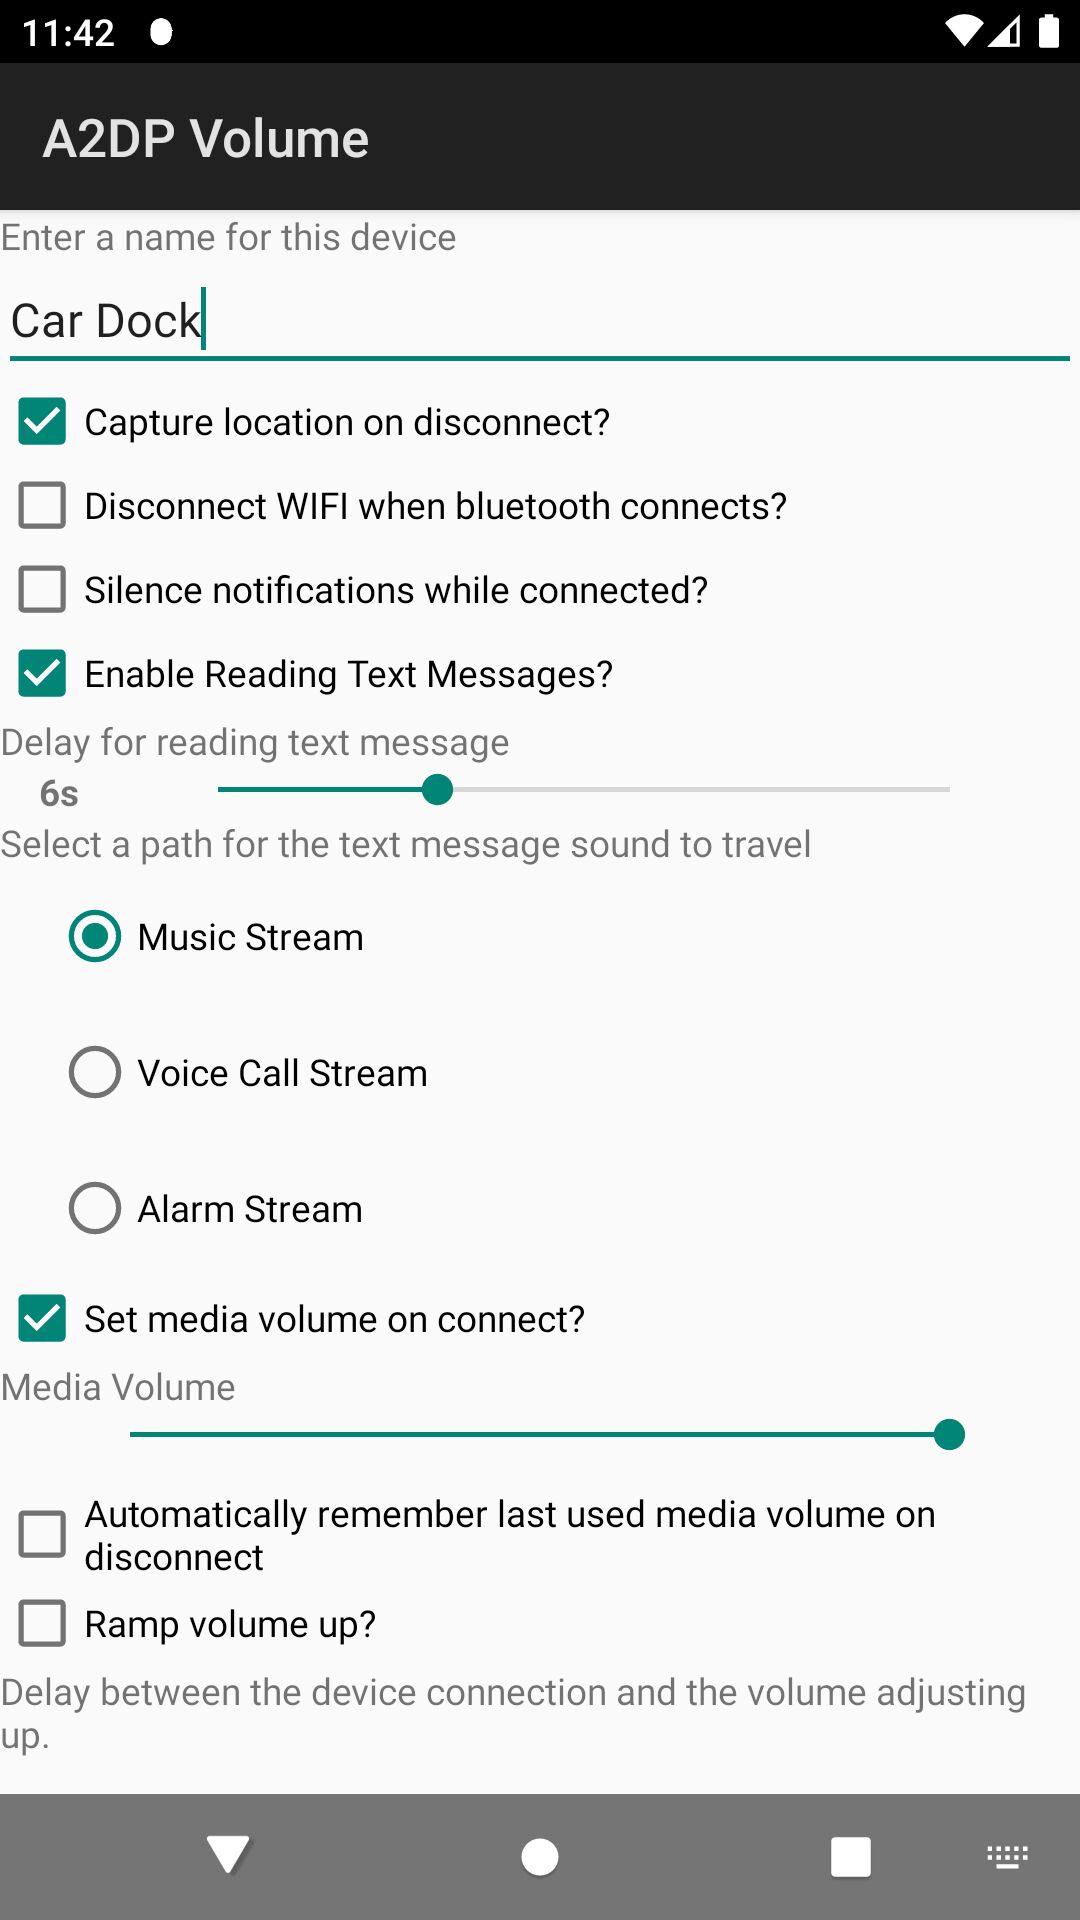 11:42
A2DP Volume
Enter a name for this device
Car Dock
Capture location on disconnect?
Disconnect WIFI when bluetooth connects?
Silence notifications while connected?
Enable Reading Text Messages?
Delay for reading text message
6s
Select a path for the text message sound to travel
Music Stream
Voice Call Stream
Alarm Stream
Set media volume on connect?
Media Volume
Automatically remember last used media volume on
disconnect
Ramp volume up?
Delay between the device connection and the volume adjusting
up.